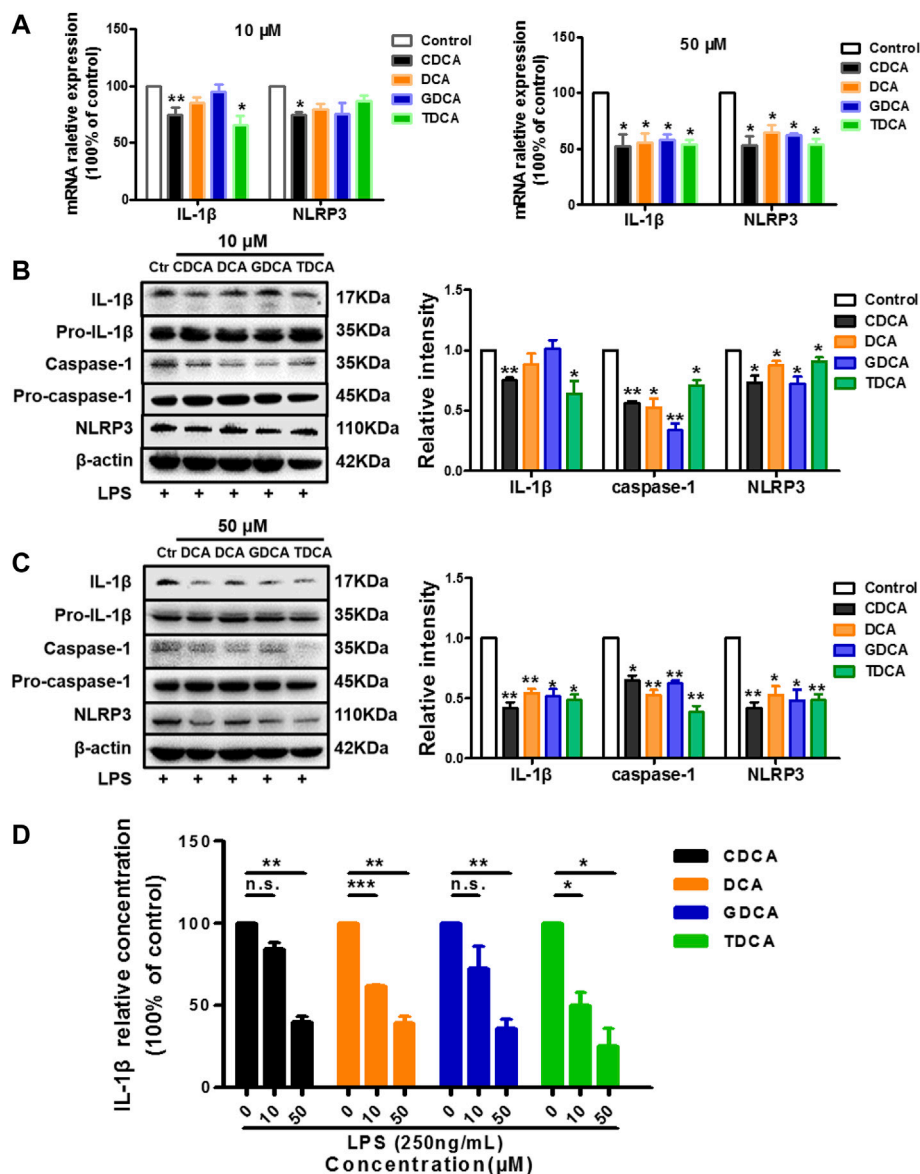 A
10 µM
50 µM
mRNA raletive expression
(100% of control)
150
100
50
0
** * *
IL-1β NLRP3
Control
CDCA
DCA
GDCA
TDCA
mRNA raletive expression
(100% of control)
150
100
50
0
* * * * * * * *
IL-1β NLRP3
Control
CDCA
DCA
GDCA
TDCA
B
10 µM
Ctr CDCA DCA GDCA TDCA
IL-1β 17KDa
Pro-IL-1β 35KDa
Caspase-1 35KDa
Pro-caspase-1 45KDa
NLRP3 110KDa
β-actin 42KDa
LPS + + + + +
Relative intensity
1.5
1.0
0.5
0.0
** * ** * ** * * * * *
IL-1β caspase-1 NLRP3
Control
CDCA
DCA
GDCA
TDCA
C
50 µM
Ctr DCA DCA GDCA TDCA
IL-1β 17KDa
Pro-IL-1β 35KDa
Caspase-1 35KDa
Pro-caspase-1 45KDa
NLRP3 110KDa
β-actin 42KDa
LPS + + + + +
Relative intensity
1.5
1.0
0.5
0.0
** ** * * * ** ** ** ** * * **
IL-1β caspase-1 NLRP3
Control
CDCA
DCA
GDCA
TDCA
D
IL-1β relative concentration
(100% of control)
150
100
50
0
** ** ** *
n.s. *** n.s. *
0 10 50 0 10 50 0 10 50 0 10 50
LPS (250ng/mL)
Concentration(µM)
CDCA
DCA
GDCA
TDCA